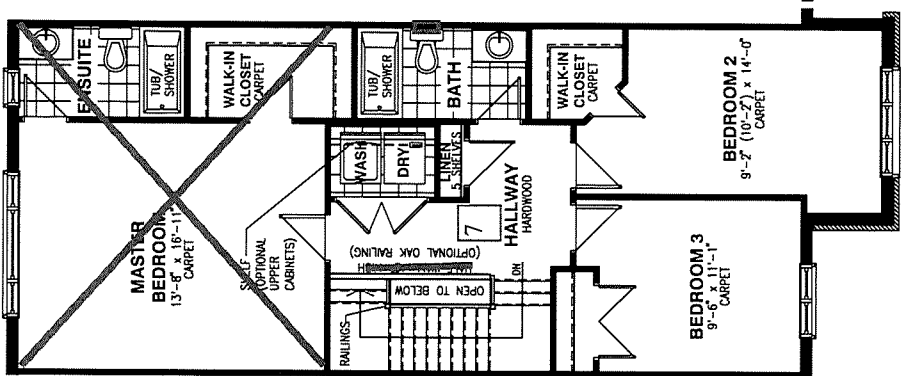 ENSUITE
TUB/
SHOWER
WALK-IN
CLOSET
CARPET
TUB/
SHOWER
BATH
WALK-IN
CLOSET
CARPET
BEDROOM 2
9'-2" (10'-2") x 14'-0"
CARPET
MASTER
BEDROOM
13'-8" x 16'-11"
CARPET
(OPTIONAL
UPPER
CABINETS)
WASH
LINEN
5 SHELVES
7
HALLWAY
HARDWOOD
(OPTIONAL OAK RAILING)
OPEN TO BELOW
RAILINGS
BEDROOM 3
9'-6" x 11'-1"
CARPET